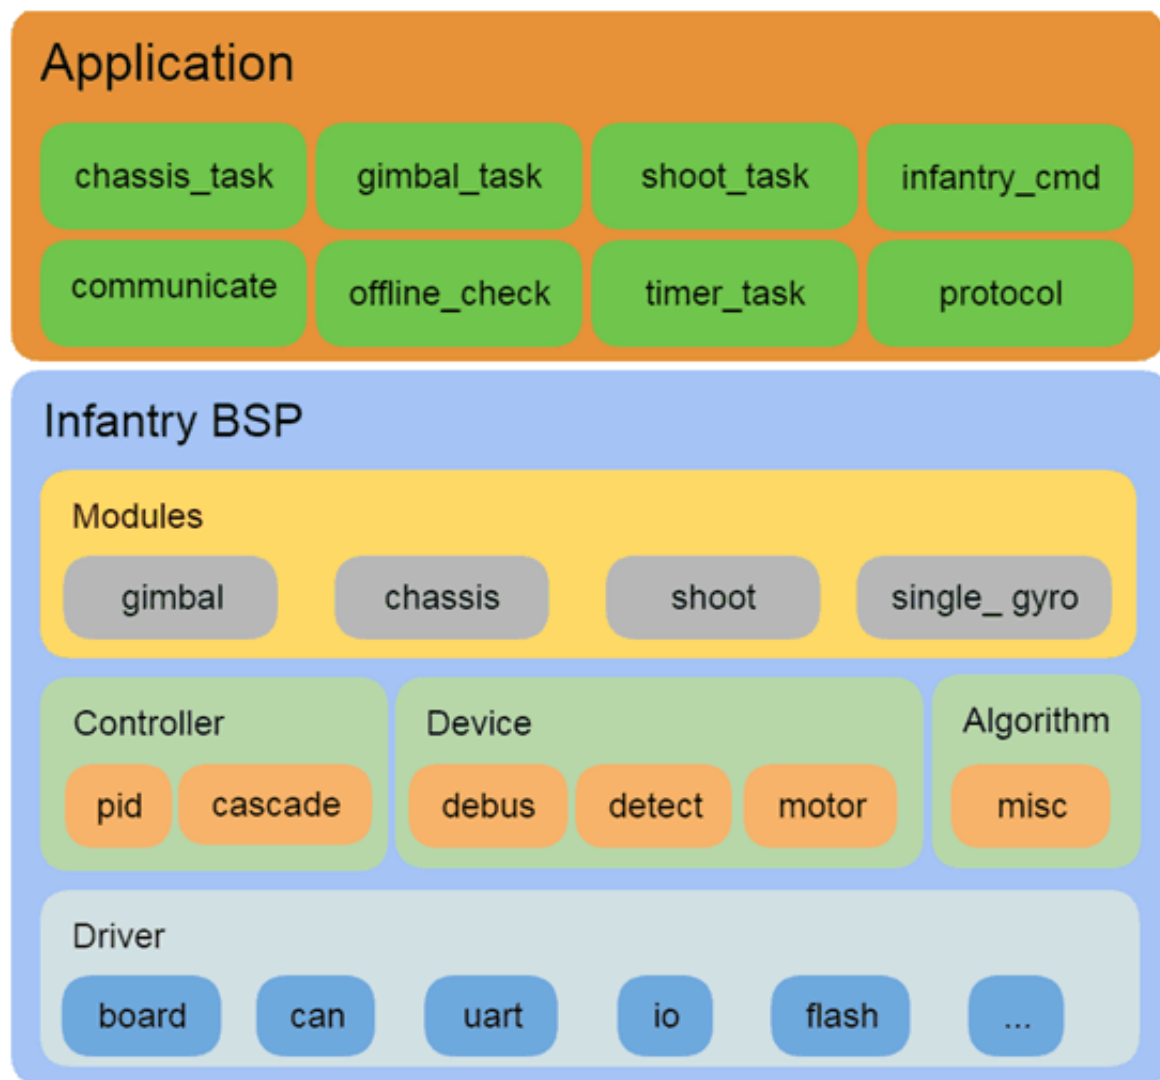 Application
chassis_task gimbal_task shoot_task infantry_cmd
communicate offline_check timer_task protocol
Infantry BSP
Modules
gimbal chassis shoot single_ gyro
Controller Device Algorithm
pid cascade debus detect motor misc
Driver
board can uart io flash ...